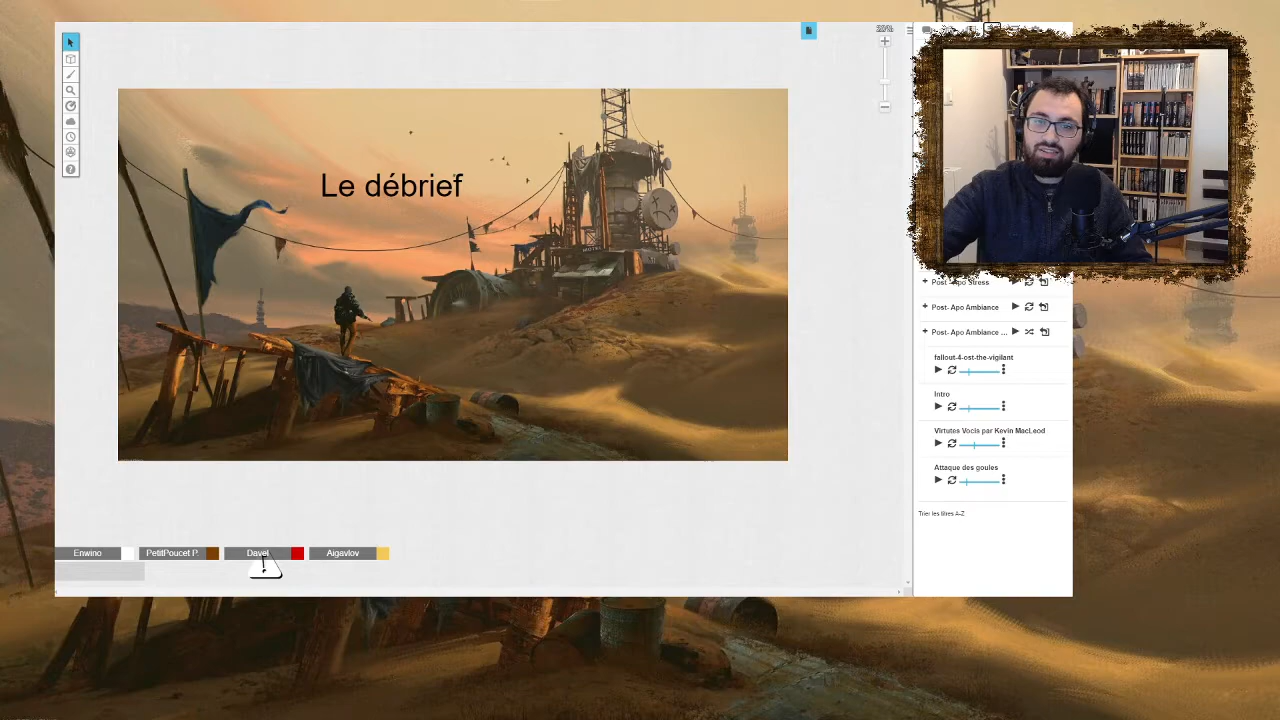 Le débrief
Post- Apo Stress
Post- Apo Ambiance
Post- Apo Ambiance ...
fallout-4-ost-the-vigilant
Intro
Virtutes Vocis par Kevin MacLeod
Attaque des goules
Trier les titres A-Z
Enwino
PetitPoucet P.
Davel
Aigavlov